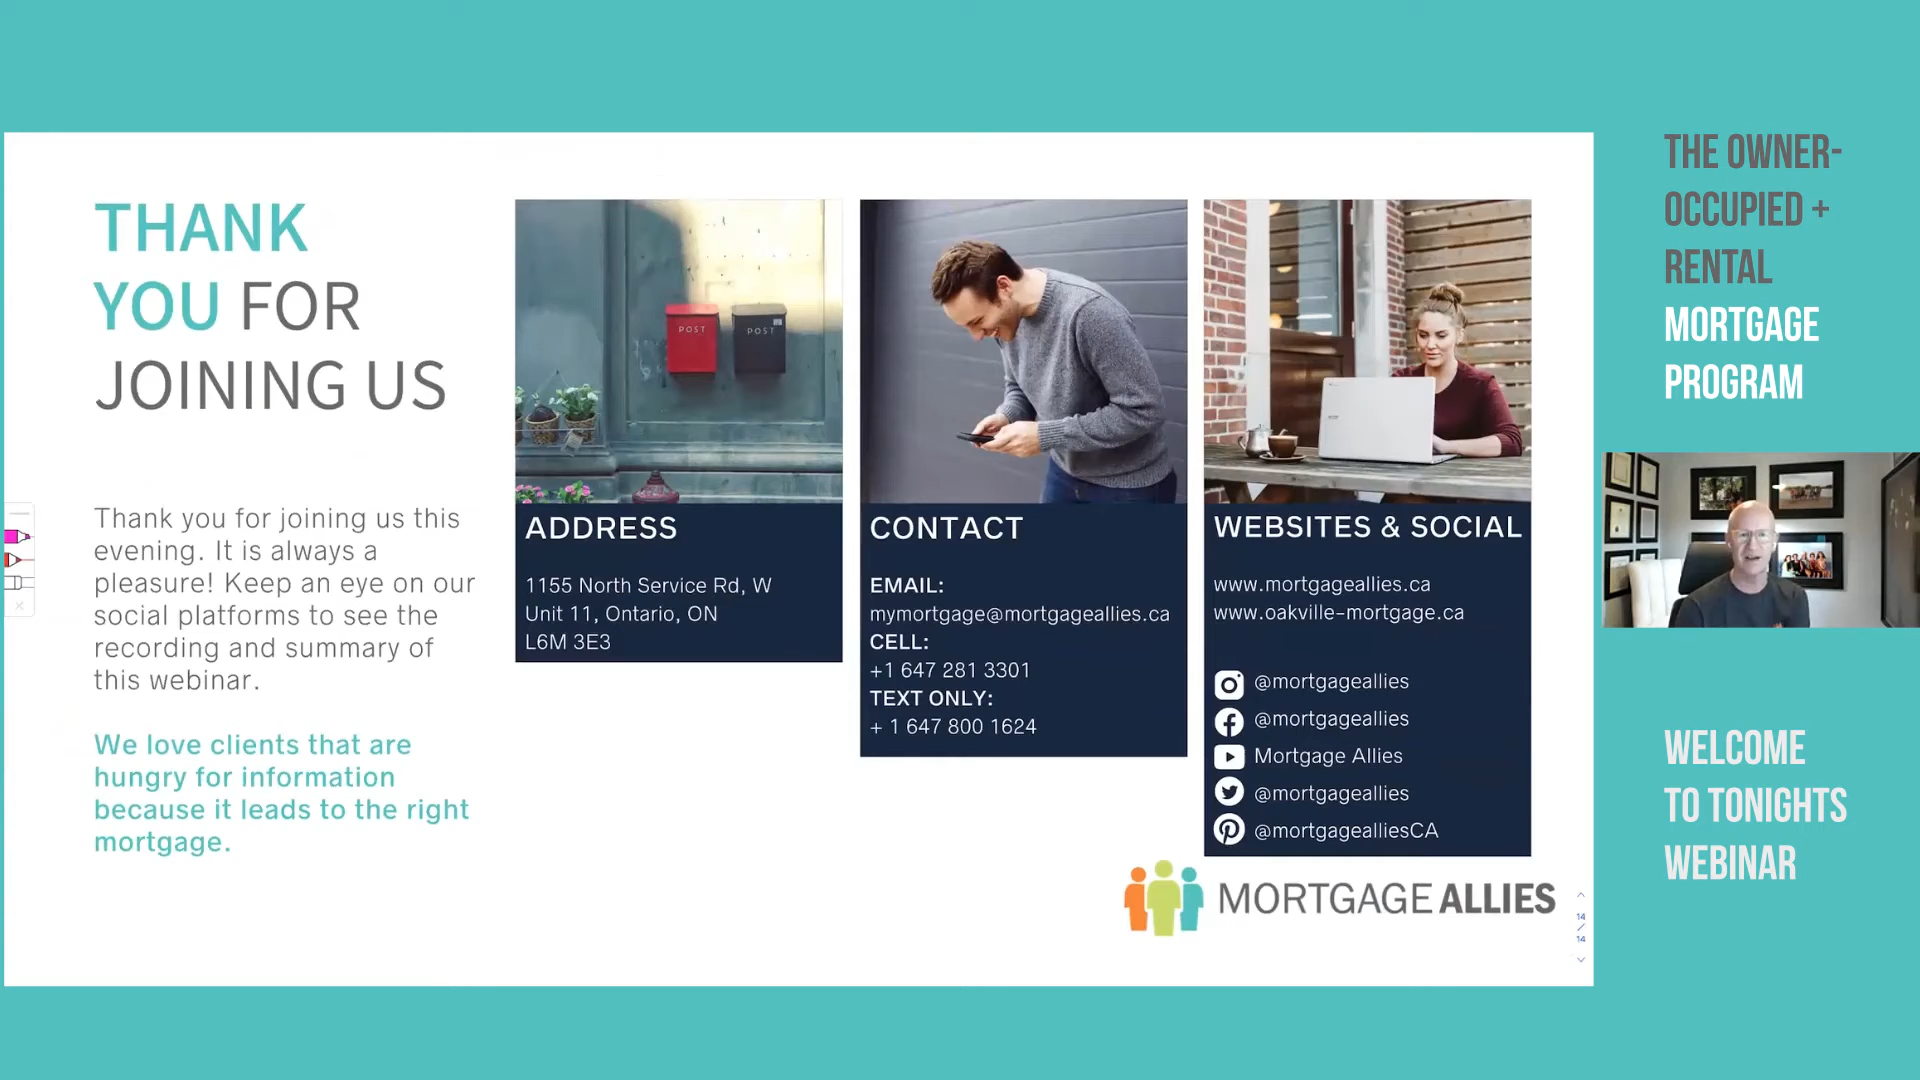 THANK
YOU FOR
JOINING US
Thank you for joining us this
evening. It is always a
pleasure! Keep an eye on our
social platforms to see the
recording and summary of
this webinar.
We love clients that are
hungry for information
because it leads to the right
mortgage.
POST
POST
ADDRESS
1155 North Service Rd, W
Unit 11, Ontario, ON
L6M 3E3
CONTACT
EMAIL:
mymortgage@mortgageallies.ca
CELL:
+1 647 281 3301
TEXT ONLY:
+ 1 647 800 1624
WEBSITES & SOCIAL
www.mortgageallies.ca
www.oakville-mortgage.ca
@mortgageallies
@mortgageallies
Mortgage Allies
@mortgageallies
@mortgagealliesCA
MORTGAGE ALLIES
14
/
14
THE OWNER-
OCCUPIED +
RENTAL
MORTGAGE
PROGRAM
WELCOME
TO TONIGHTS
WEBINAR